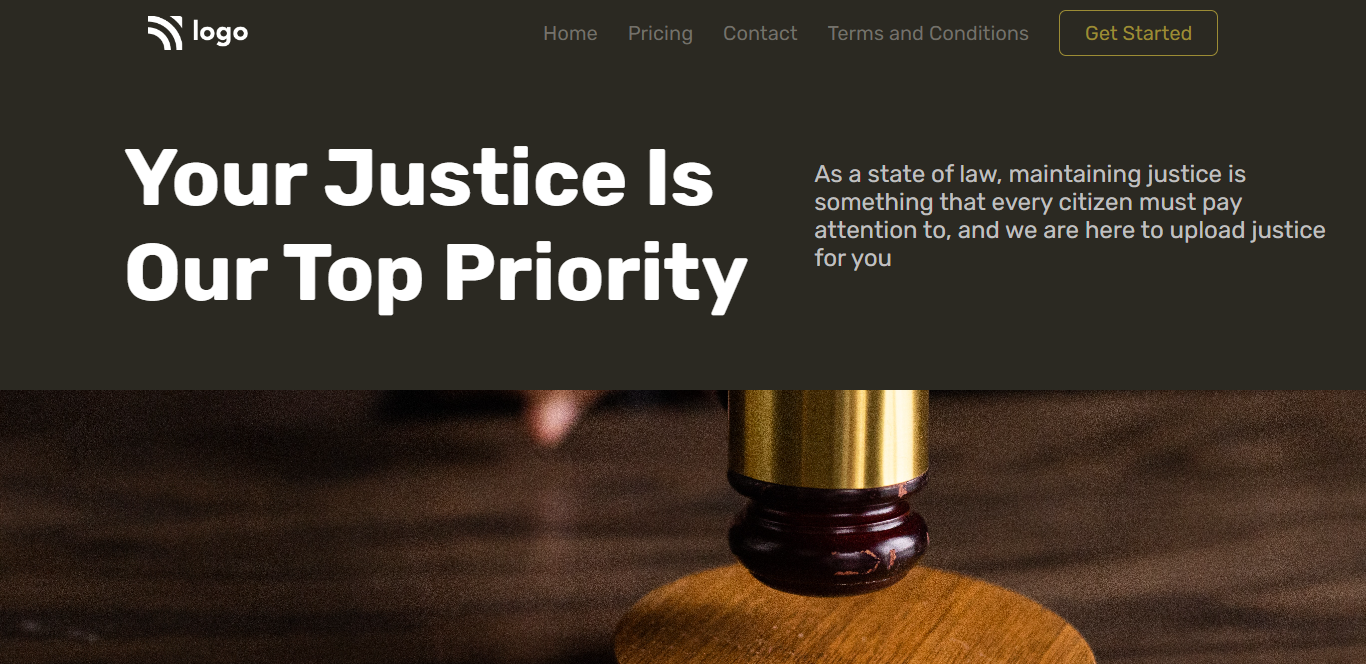 logo
Home
Pricing
Contact
Terms and Conditions
Get Started
Your Justice Is
Our Top Priority
As a state of law, maintaining justice is
something that every citizen must pay
attention to, and we are here to upload justice
for you